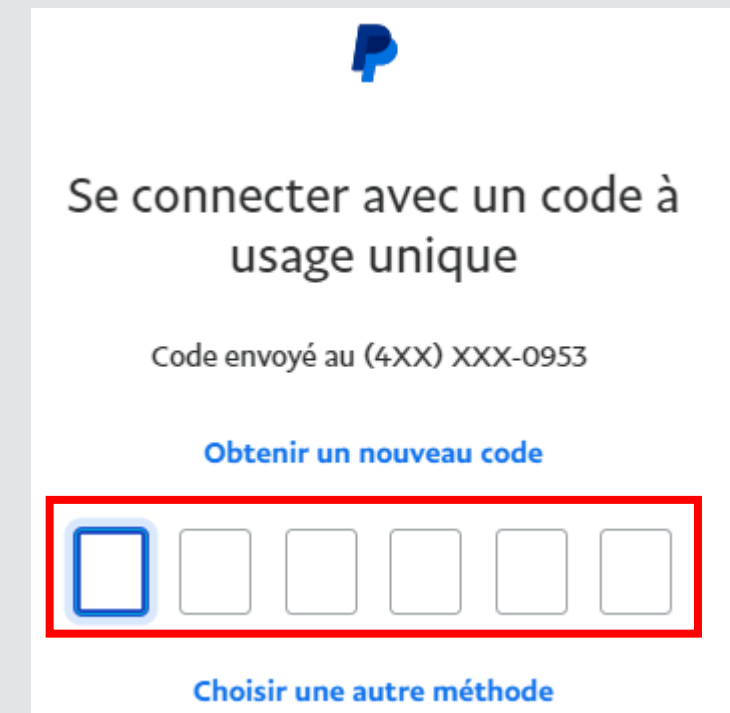 Se connecter avec un code à
usage unique
Code envoyé au (4XX) XXX-0953
Obtenir un nouveau code
Choisir une autre méthode